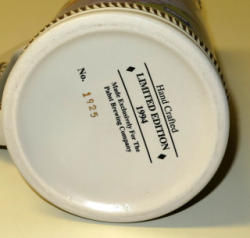 Hand Crafted
LIMITED EDITION
1994
Made Exclusively For The
Pabst Brewing Company
No. 1925